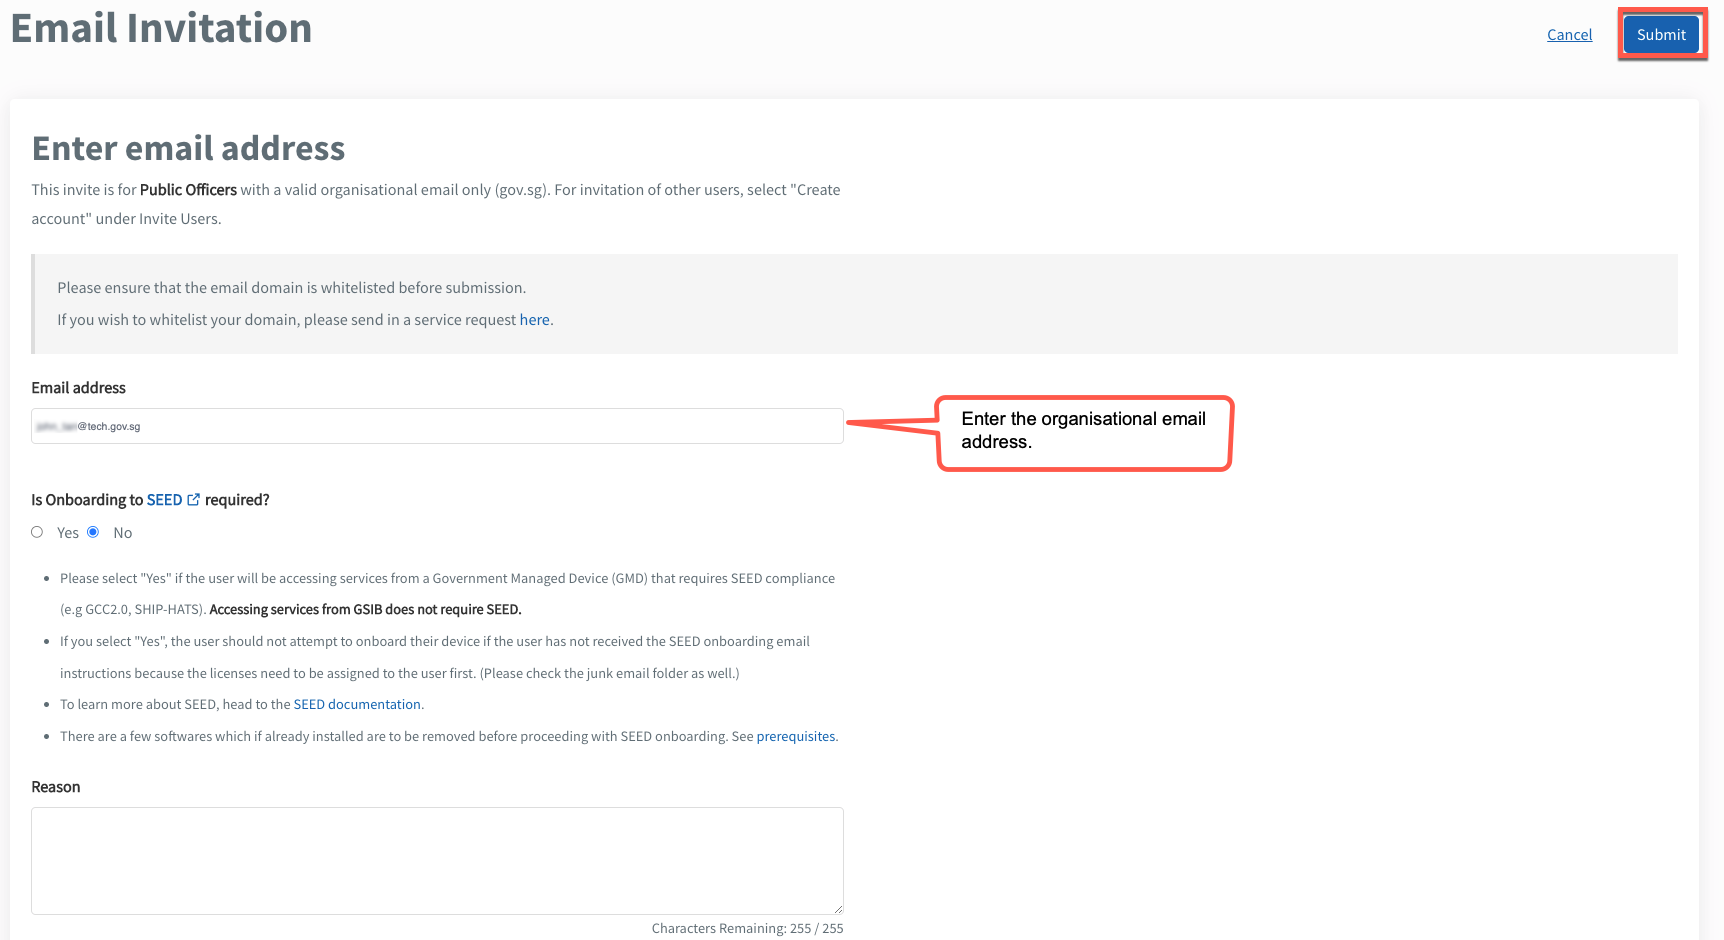 Email Invitation
Cancel
Submit
Enter email address
This invite is for Public Officers with a valid organisational email only (gov.sg). For invitation of other users, select "Create
account" under Invite Users.
Please ensure that the email domain is whitelisted before submission.
If you wish to whitelist your domain, please send in a service request here.
Email address
@tech.gov.sg
Enter the organisational email
address.
Is Onboarding to SEED required?
Yes No
Please select "Yes" if the user will be accessing services from a Government Managed Device (GMD) that requires SEED compliance
(e.g GCC2.0, SHIP-HATS). Accessing services from GSIB does not require SEED.
If you select "Yes", the user should not attempt to onboard their device if the user has not received the SEED onboarding email
instructions because the licenses need to be assigned to the user first. (Please check the junk email folder as well.)
To learn more about SEED, head to the SEED documentation.
There are a few softwares which if already installed are to be removed before proceeding with SEED onboarding. See prerequisites.
Reason
Characters Remaining: 255 / 255